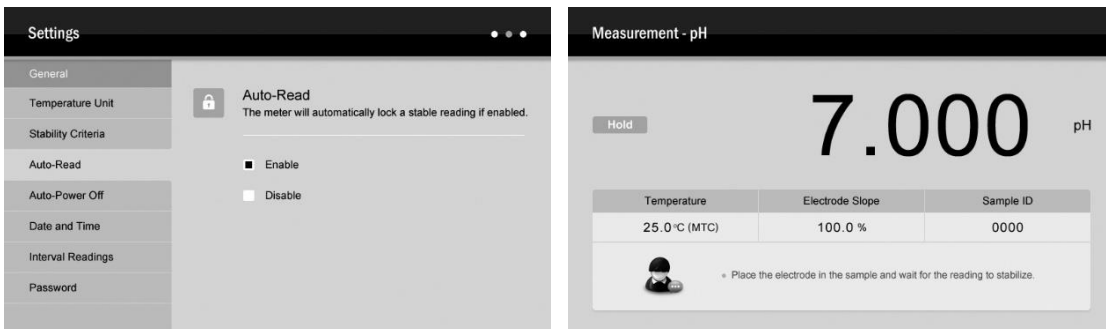 Settings
General
Temperature Unit
Stability Criteria
Auto-Read
Auto-Power Off
Date and Time
Interval Readings
Password
Auto-Read
The meter will automatically lock a stable reading if enabled.
Enable
Disable
Measurement - pH
Hold 7.000 pH
Temperature Electrode Slope Sample ID
25.0°C (MTC) 100.0 % 0000
Place the electrode in the sample and wait for the reading to stabilize.